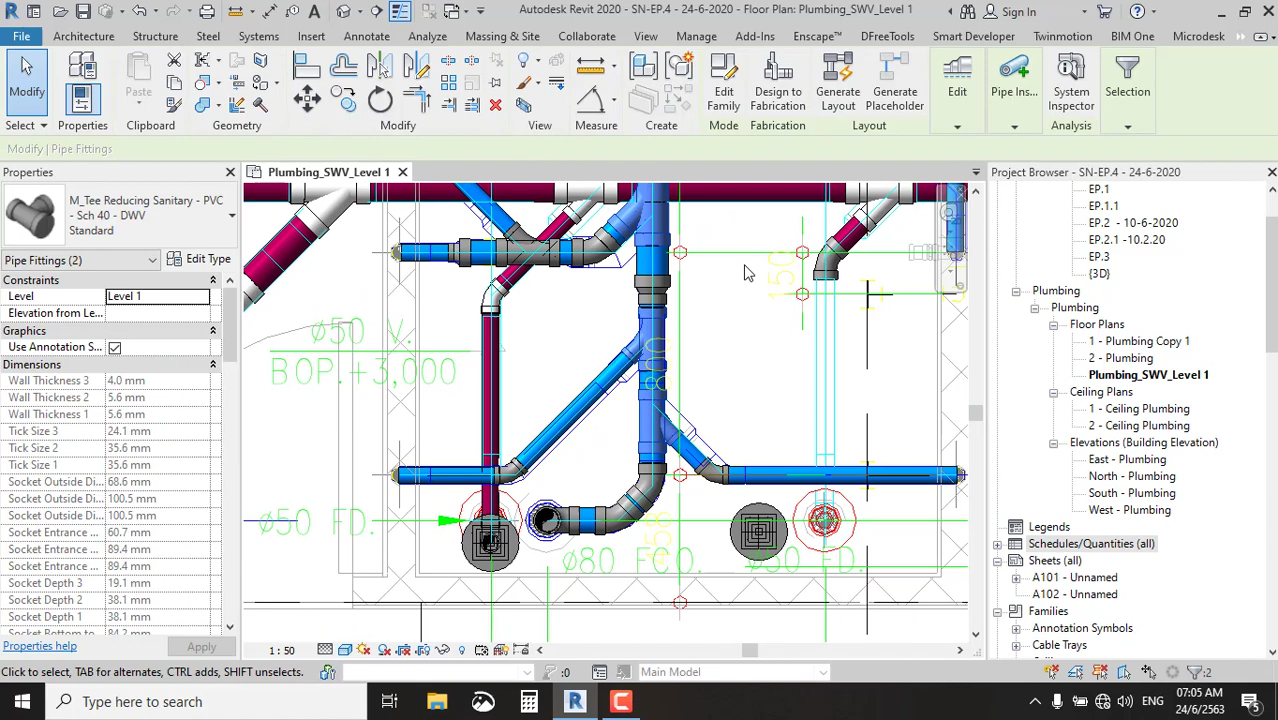 Autodesk Revit 2020 - SN-EP.4 - 24-6-2020 - Floor Plan: Plumbing_SWV_Level 1
Sign In
File
Architecture
Structure
Steel
Systems
Insert
Annotate
Analyze
Massing & Site
Collaborate
View
Manage
Add-Ins
Enscape™
DFreeTools
Smart Developer
Twinmotion
BIM One
Microdesk
Modify
Paste
Edit Family
Design to Fabrication
Generate Layout
Generate Placeholder
Edit
Pipe Ins...
System Inspector
Selection
Select
Properties
Clipboard
Geometry
Modify
View
Measure
Create
Mode
Fabrication
Layout
Analysis
Modify | Pipe Fittings
Properties
Plumbing_SWV_Level 1
Project Browser - SN-EP.4 - 24-6-2020
M_Tee Reducing Sanitary - PVC
- Sch 40 - DWV
Standard
Pipe Fittings (2)
Edit Type
Constraints
Level Level 1
Elevation from Le...
Graphics
Use Annotation S...
Dimensions
Wall Thickness 3 4.0 mm
Wall Thickness 2 5.6 mm
Wall Thickness 1 5.6 mm
Tick Size 3 24.1 mm
Tick Size 2 35.6 mm
Tick Size 1 35.6 mm
Socket Outside Di... 68.6 mm
Socket Outside Di... 100.5 mm
Socket Outside Di... 100.5 mm
Socket Entrance ... 60.7 mm
Socket Entrance ... 89.4 mm
Socket Entrance ... 89.4 mm
Socket Depth 3 19.1 mm
Socket Depth 2 38.1 mm
Socket Depth 1 38.1 mm
Socket Bottom to 84.2 mm
Properties help
Apply
ø50 V.
BOP.+3,000
ø50 FD.
ø80 FCO.
ø50 FD.
800
150
EP.1
EP.1.1
EP.2 - 10-6-2020
EP.2.1 -10.2.20
EP.3
{3D}
Plumbing
Plumbing
Floor Plans
1 - Plumbing Copy 1
2 - Plumbing
Plumbing_SWV_Level 1
Ceiling Plans
1 - Ceiling Plumbing
2 - Ceiling Plumbing
Elevations (Building Elevation)
East - Plumbing
North - Plumbing
South - Plumbing
West - Plumbing
Legends
Schedules/Quantities (all)
Sheets (all)
A101 - Unnamed
A102 - Unnamed
Families
Annotation Symbols
Cable Trays
1 : 50
Click to select, TAB for alternates, CTRL adds, SHIFT unselects.
:0
Main Model
:2
Type here to search
ENG
07:05 AM
24/6/2563
5